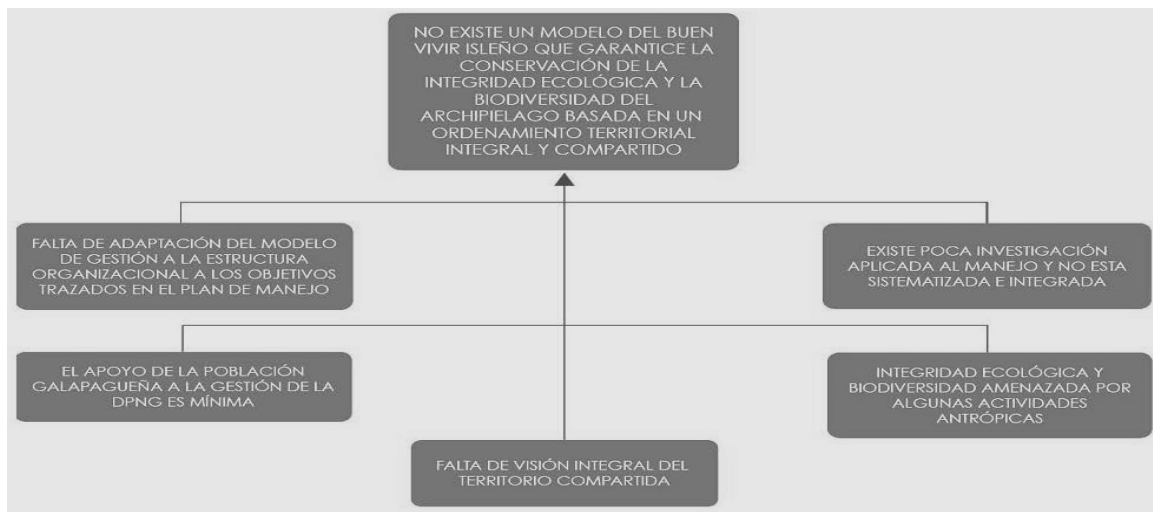 NO EXISTE UN MODELO DEL BUEN
VIVIR ISLEÑO QUE GARANTICE LA
CONSERVACIÓN DE LA
INTEGRIDAD ECOLÓGICA Y LA
BIODIVERSIDAD DEL
ARCHIPIELAGO BASADA EN UN
ORDENAMIENTO TERRITORIAL
INTEGRAL Y COMPARTIDO
FALTA DE ADAPTACIÓN DEL MODELO
DE GESTIÓN A LA ESTRUCTURA
ORGANIZACIONAL A LOS OBJETIVOS
TRAZADOS EN EL PLAN DE MANEJO
EXISTE POCA INVESTIGACIÓN
APLICADA AL MANEJO Y NO ESTA
SISTEMATIZADA E INTEGRADA
EL APOYO DE LA POBLACIÓN
GALAPAGUEÑA A LA GESTIÓN DE LA
DPNG ES MÍNIMA
INTEGRIDAD ECOLÓGICA Y
BIODIVERSIDAD AMENAZADA POR
ALGUNAS ACTIVIDADES
ANTRÓPICAS
FALTA DE VISIÓN INTEGRAL DEL
TERRITORIO COMPARTIDA